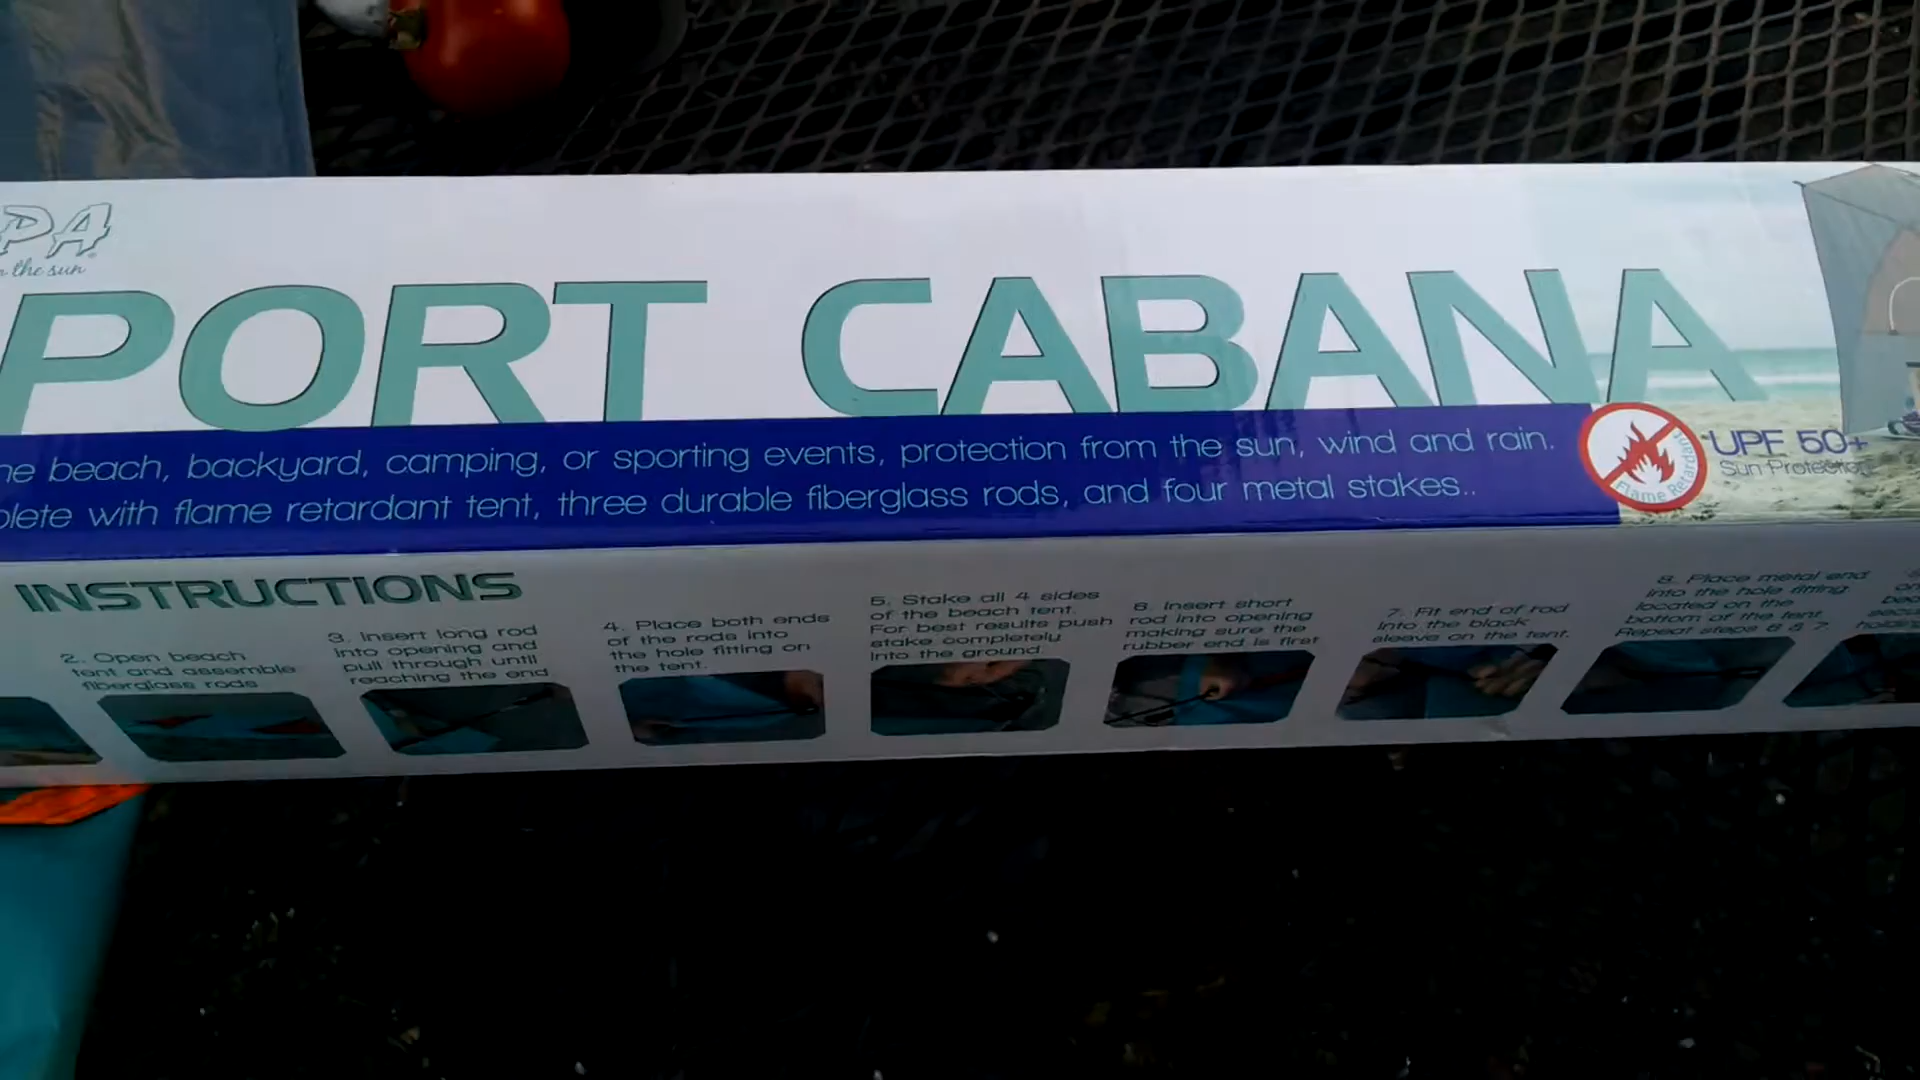 PA
the sun
PORT CABANA
beach, backyard, camping, or sporting events, protection from the sun, wind and rain.
with flame retardant tent, three durable fiberglass rods, and four metal stakes..
Flame Retardant
UPF 50+
Sun Protection
INSTRUCTIONS
2. Open beach
tent and assemble
fiberglass rods
3. Insert long rod
into opening and
pull through until
reaching the end
4. Place both ends
of the rods into
the hole fitting on
the tent.
5. Stake all 4 sides
of the beach tent.
For best results push
stake completely
into the ground.
6. Insert short
rod into opening
making sure the
rubber end is first
7. Fit end of rod
into the black
sleeve on the tent.
8. Place metal end
into the hole fitting
located on the
bottom of the tent.
Repeat steps 6 & 7.